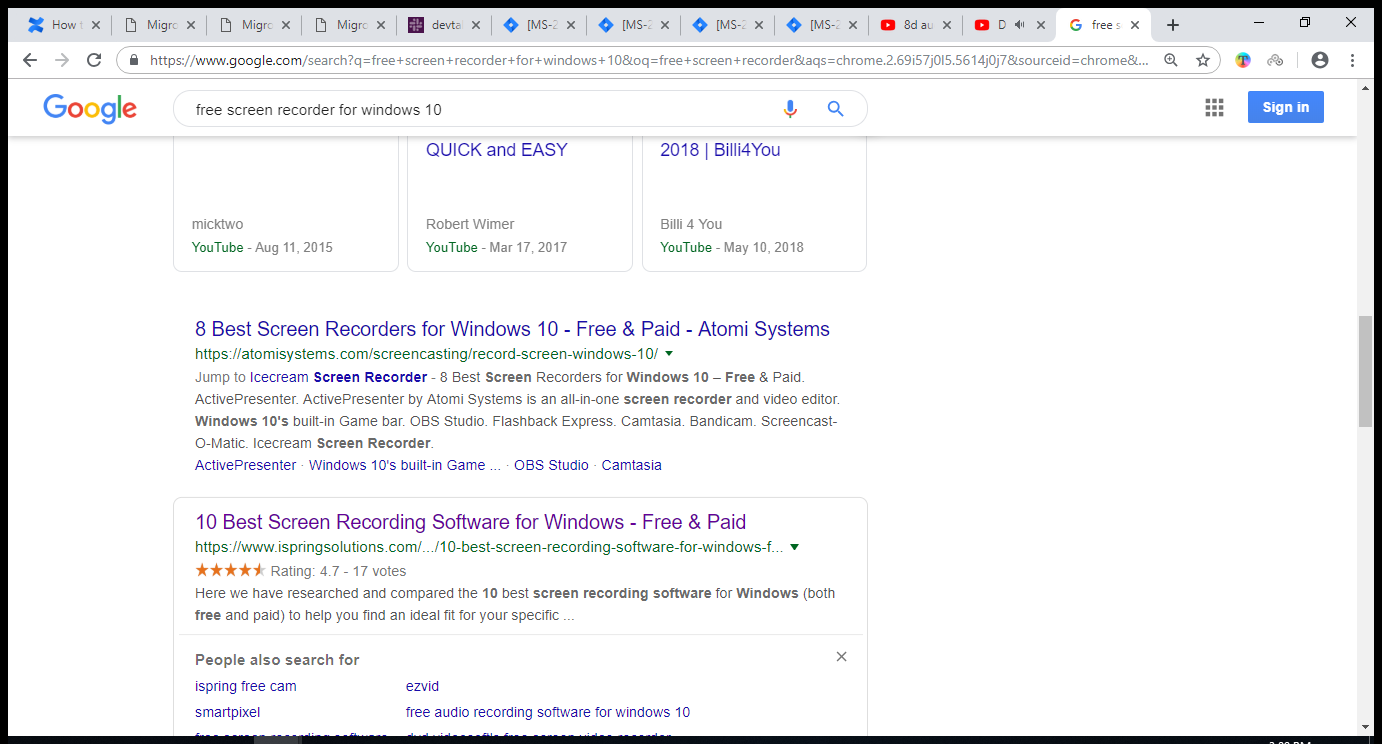 How t
Migro
Migro
Migro
devta
[MS-2
[MS-2
[MS-2
[MS-2
8d au
D
free s
https://www.google.com/search?q=free+screen+recorder+for+windows+10&oq=free+screen+recorder&aqs=chrome.2.69i57j0l5.5614j0j7&sourceid=chrome&...
Google
free screen recorder for windows 10
Sign in
QUICK and EASY
2018 | Billi4You
micktwo
Robert Wimer
Billi 4 You
YouTube - Aug 11, 2015
YouTube - Mar 17, 2017
YouTube - May 10, 2018
8 Best Screen Recorders for Windows 10 - Free & Paid - Atomi Systems
https://atomisystems.com/screencasting/record-screen-windows-10/
Jump to Icecream Screen Recorder - 8 Best Screen Recorders for Windows 10 – Free & Paid.
ActivePresenter. ActivePresenter by Atomi Systems is an all-in-one screen recorder and video editor.
Windows 10's built-in Game bar. OBS Studio. Flashback Express. Camtasia. Bandicam. Screencast-
O-Matic. Icecream Screen Recorder.
ActivePresenter · Windows 10's built-in Game ... · OBS Studio · Camtasia
10 Best Screen Recording Software for Windows - Free & Paid
https://www.ispringsolutions.com/.../10-best-screen-recording-software-for-windows-f...
Rating: 4.7 - 17 votes
Here we have researched and compared the 10 best screen recording software for Windows (both
free and paid) to help you find an ideal fit for your specific ...
People also search for
ispring free cam
ezvid
smartpixel
free audio recording software for windows 10